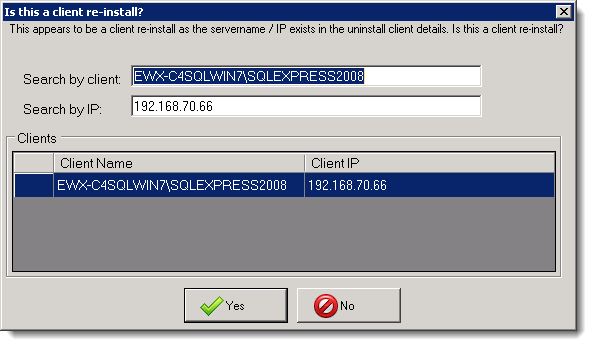 Is this a client re-install?
This appears to be a client re-install as the servername / IP exists in the uninstall client details. Is this a client re-install?
Search by client: EWX-C4SQLWIN7\SQLEXPRESS2008
Search by IP: 192.168.70.66
Clients
Client Name Client IP
EWX-C4SQLWIN7\SQLEXPRESS2008 192.168.70.66
Yes No